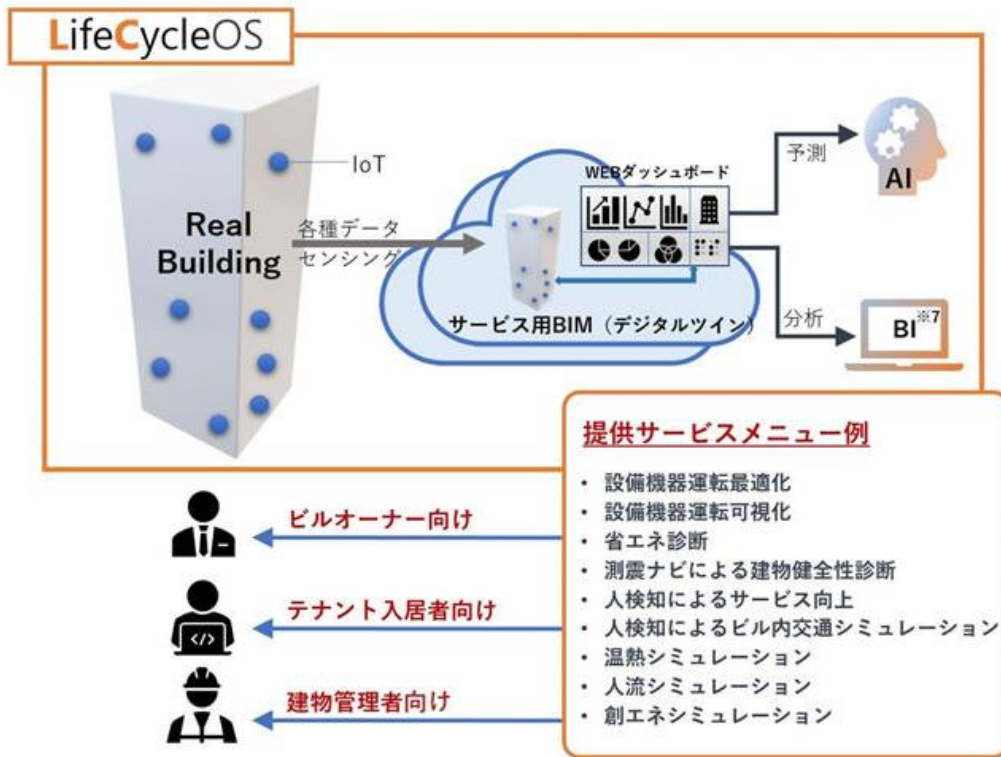 LifeCycleOS
IoT
Real
Building
各種データ
センシング
WEBダッシュボード
サービス用BIM（デジタルツイン）
予測
AI
分析
BI※7
提供サービスメニュー例
・ 設備機器運転最適化
・ 設備機器運転可視化
・ 省エネ診断
・ 測震ナビによる建物健全性診断
・ 人検知によるサービス向上
・ 人検知によるビル内交通シミュレーション
・ 温熱シミュレーション
・ 人流シミュレーション
・ 創エネシミュレーション
ビルオーナー向け
テナント入居者向け
</>
建物管理者向け